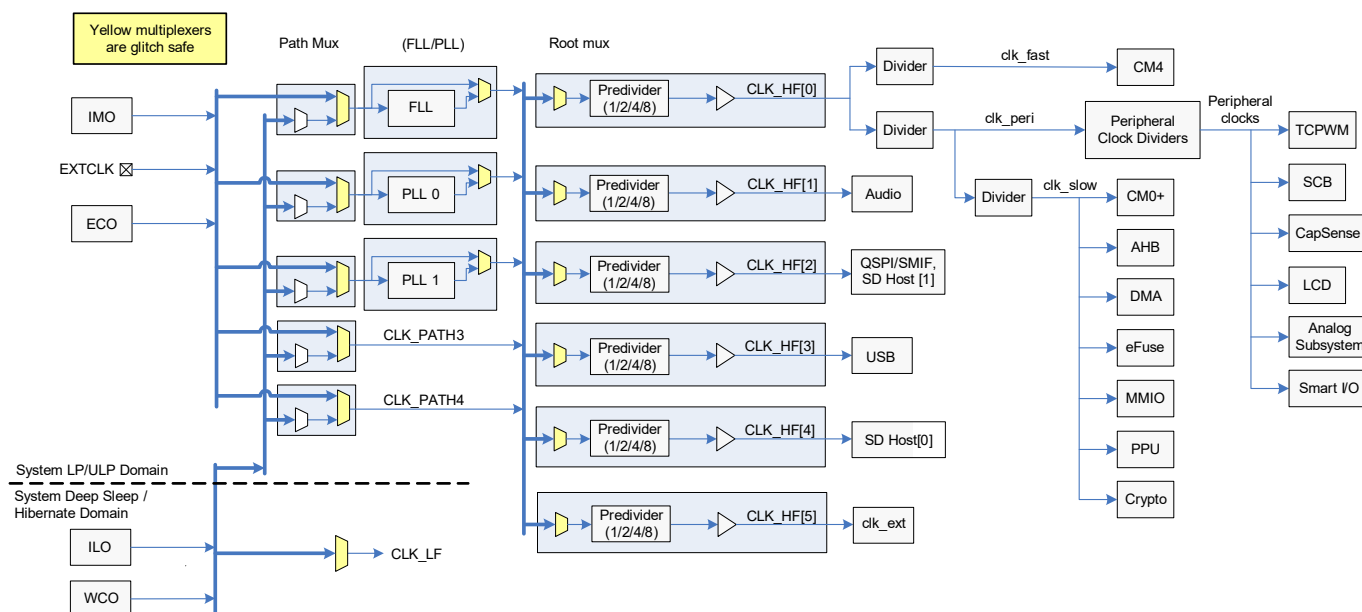 Yellow multiplexers
are glitch safe
Path Mux
(FLL/PLL)
Root mux
IMO
EXTCLK
ECO
FLL
PLL 0
PLL 1
CLK_PATH3
CLK_PATH4
Predivider
(1/2/4/8)
CLK_HF[0]
Predivider
(1/2/4/8)
CLK_HF[1]
Audio
Predivider
(1/2/4/8)
CLK_HF[2]
QSPI/SMIF,
SD Host [1]
Predivider
(1/2/4/8)
CLK_HF[3]
USB
Predivider
(1/2/4/8)
CLK_HF[4]
SD Host[0]
Predivider
(1/2/4/8)
CLK_HF[5]
clk_ext
Divider
clk_fast
CM4
Divider
clk_peri
Peripheral
Clock Dividers
Peripheral
clocks
Divider
clk_slow
CM0+
AHB
DMA
eFuse
MMIO
PPU
Crypto
TCPWM
SCB
CapSense
LCD
Analog
Subsystem
Smart I/O
System LP/ULP Domain
System Deep Sleep /
Hibernate Domain
ILO
WCO
CLK_LF